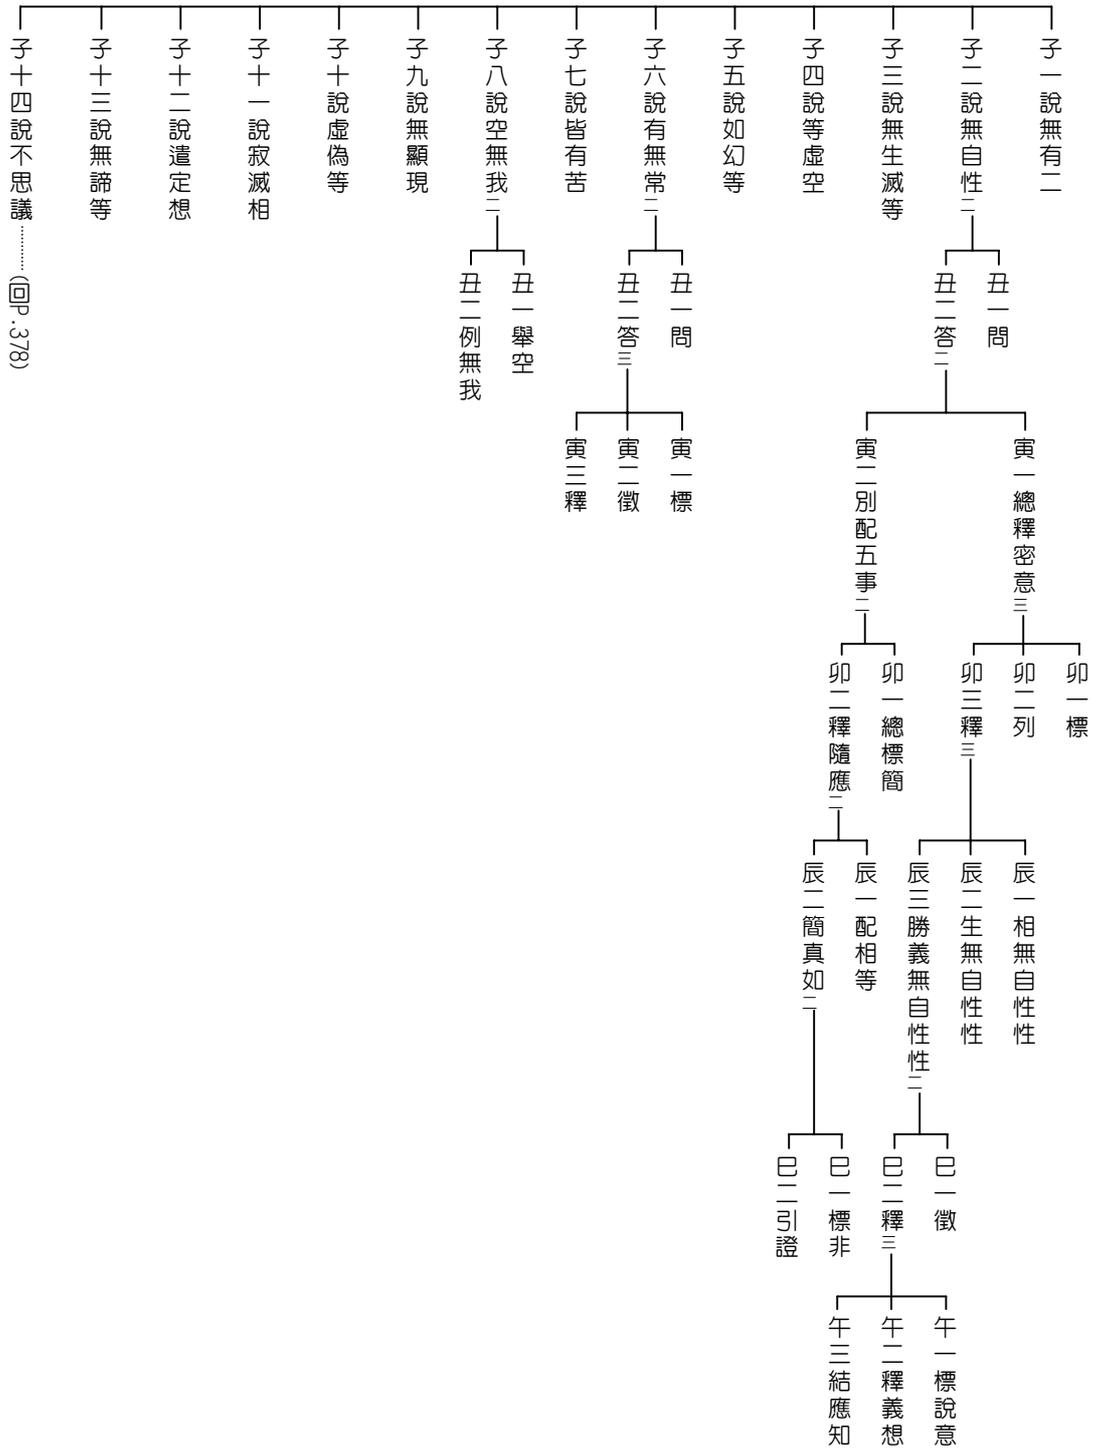 子一說無有二
子二說無自性二
丑一問
丑二答二
寅一總釋密意三
卯一標
卯二列
卯三釋三
辰一相無自性性
辰二生無自性性
辰三勝義無自性性二
巳一徵
巳二釋三
午一標說意
午二釋義想
午三結應知
寅二別配五事二
卯一總標簡
卯二釋隨應二
辰一配相等
辰二簡真如二
巳一標非
巳二引證
子三說無生滅等
子四說等虛空
子五說如幻等
子六說有無常二
丑一問
丑二答三
寅一標
寅二徵
寅三釋
子七說皆有苦
子八說空無我二
丑一舉空
丑二例無我
子九說無顯現
子十說虛偽等
子十一說寂滅相
子十二說遣定想
子十三說無諦等
子十四說不思議………(回P.378)